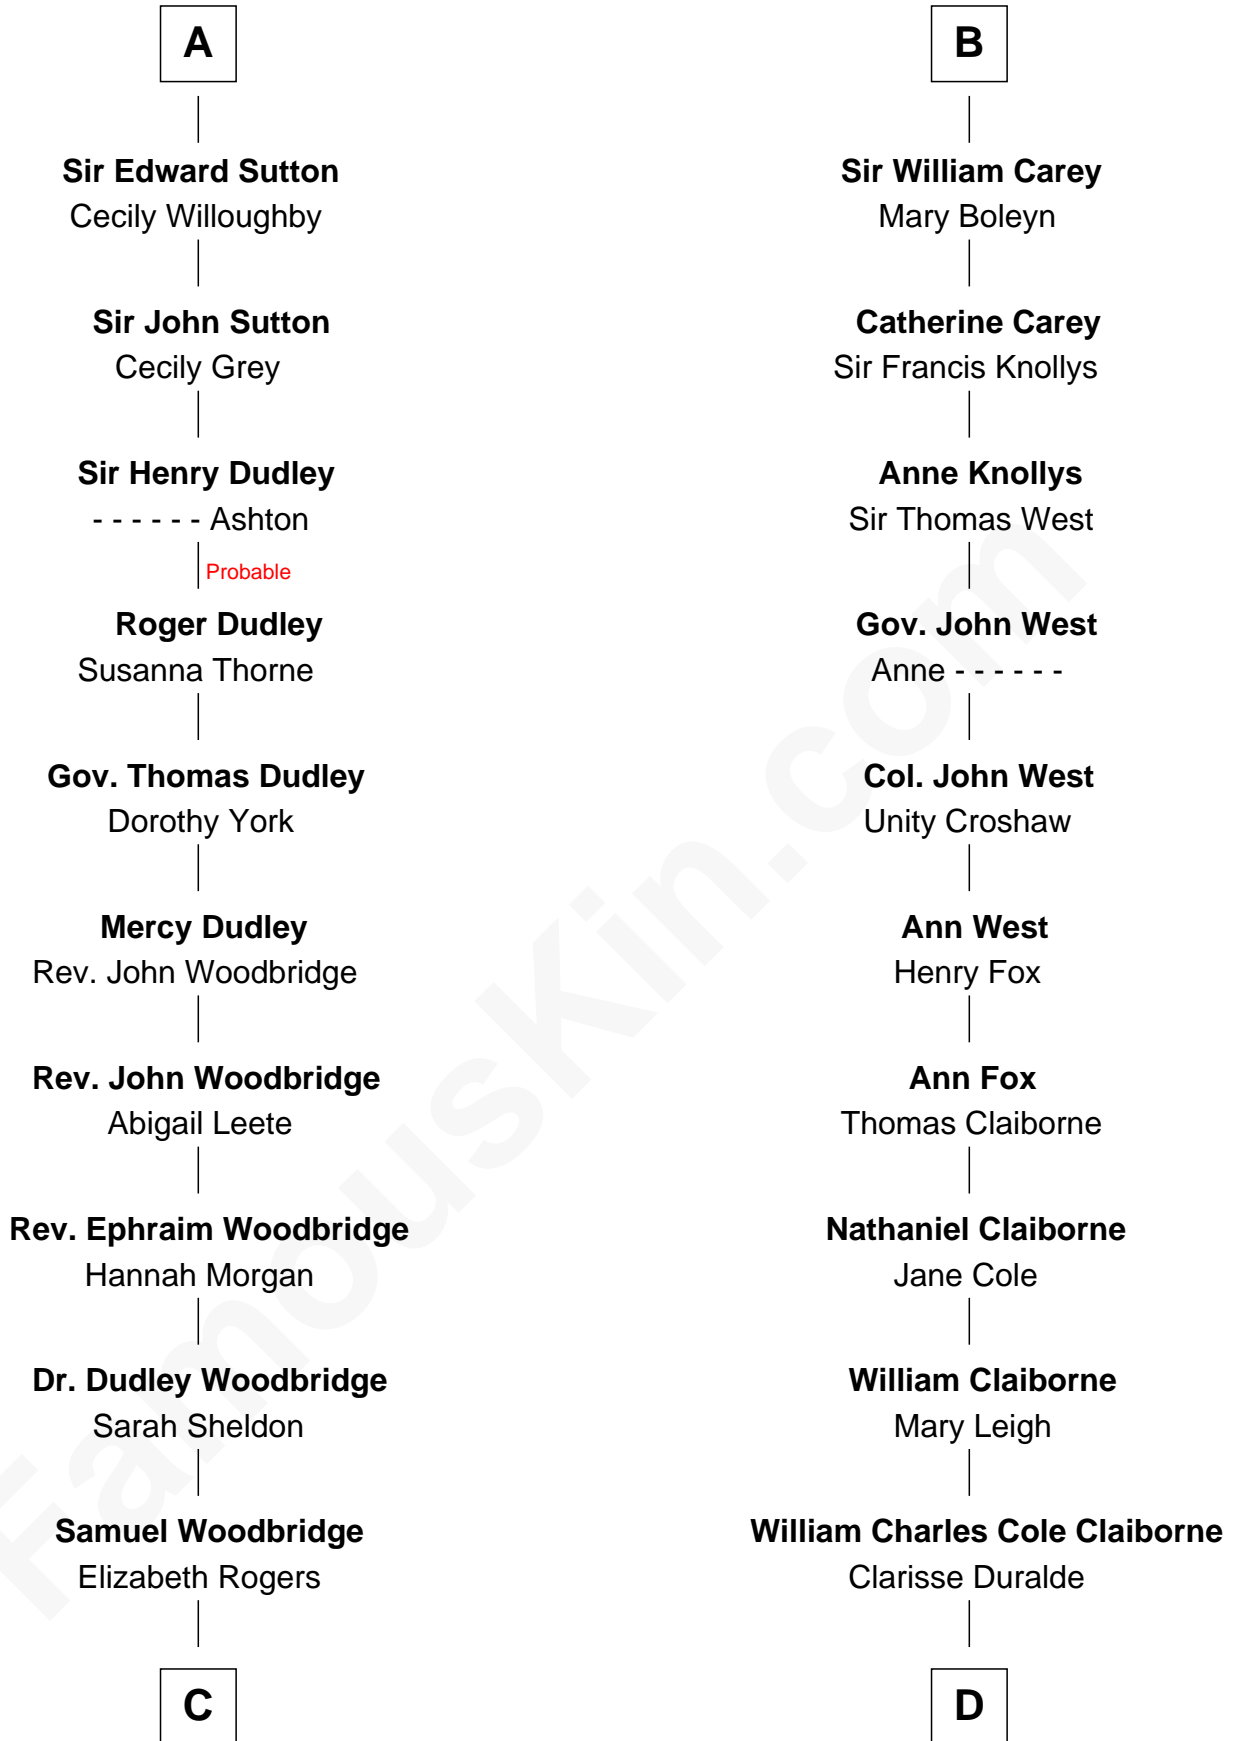 A
Sir Edward Sutton
Cecily Willoughby
Sir John Sutton
Cecily Grey
Sir Henry Dudley
- - - - - - Ashton
Probable
Roger Dudley
Susanna Thorne
Gov. Thomas Dudley
Dorothy York
Mercy Dudley
Rev. John Woodbridge
Rev. John Woodbridge
Abigail Leete
Rev. Ephraim Woodbridge
Hannah Morgan
Dr. Dudley Woodbridge
Sarah Sheldon
Samuel Woodbridge
Elizabeth Rogers
C
B
Sir William Carey
Mary Boleyn
Catherine Carey
Sir Francis Knollys
Anne Knollys
Sir Thomas West
Gov. John West
Anne - - - - - -
Col. John West
Unity Croshaw
Ann West
Henry Fox
Ann Fox
Thomas Claiborne
Nathaniel Claiborne
Jane Cole
William Claiborne
Mary Leigh
William Charles Cole Claiborne
Clarisse Duralde
D
FamousKin.com